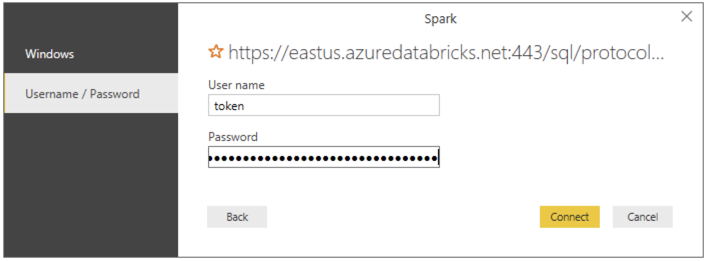 Spark
Windows
Username / Password
https://eastus.azuredatabricks.net:443/sql/protocol...
User name
token
Password
••••••••••••••••••••••••••••••••
Back
Connect
Cancel